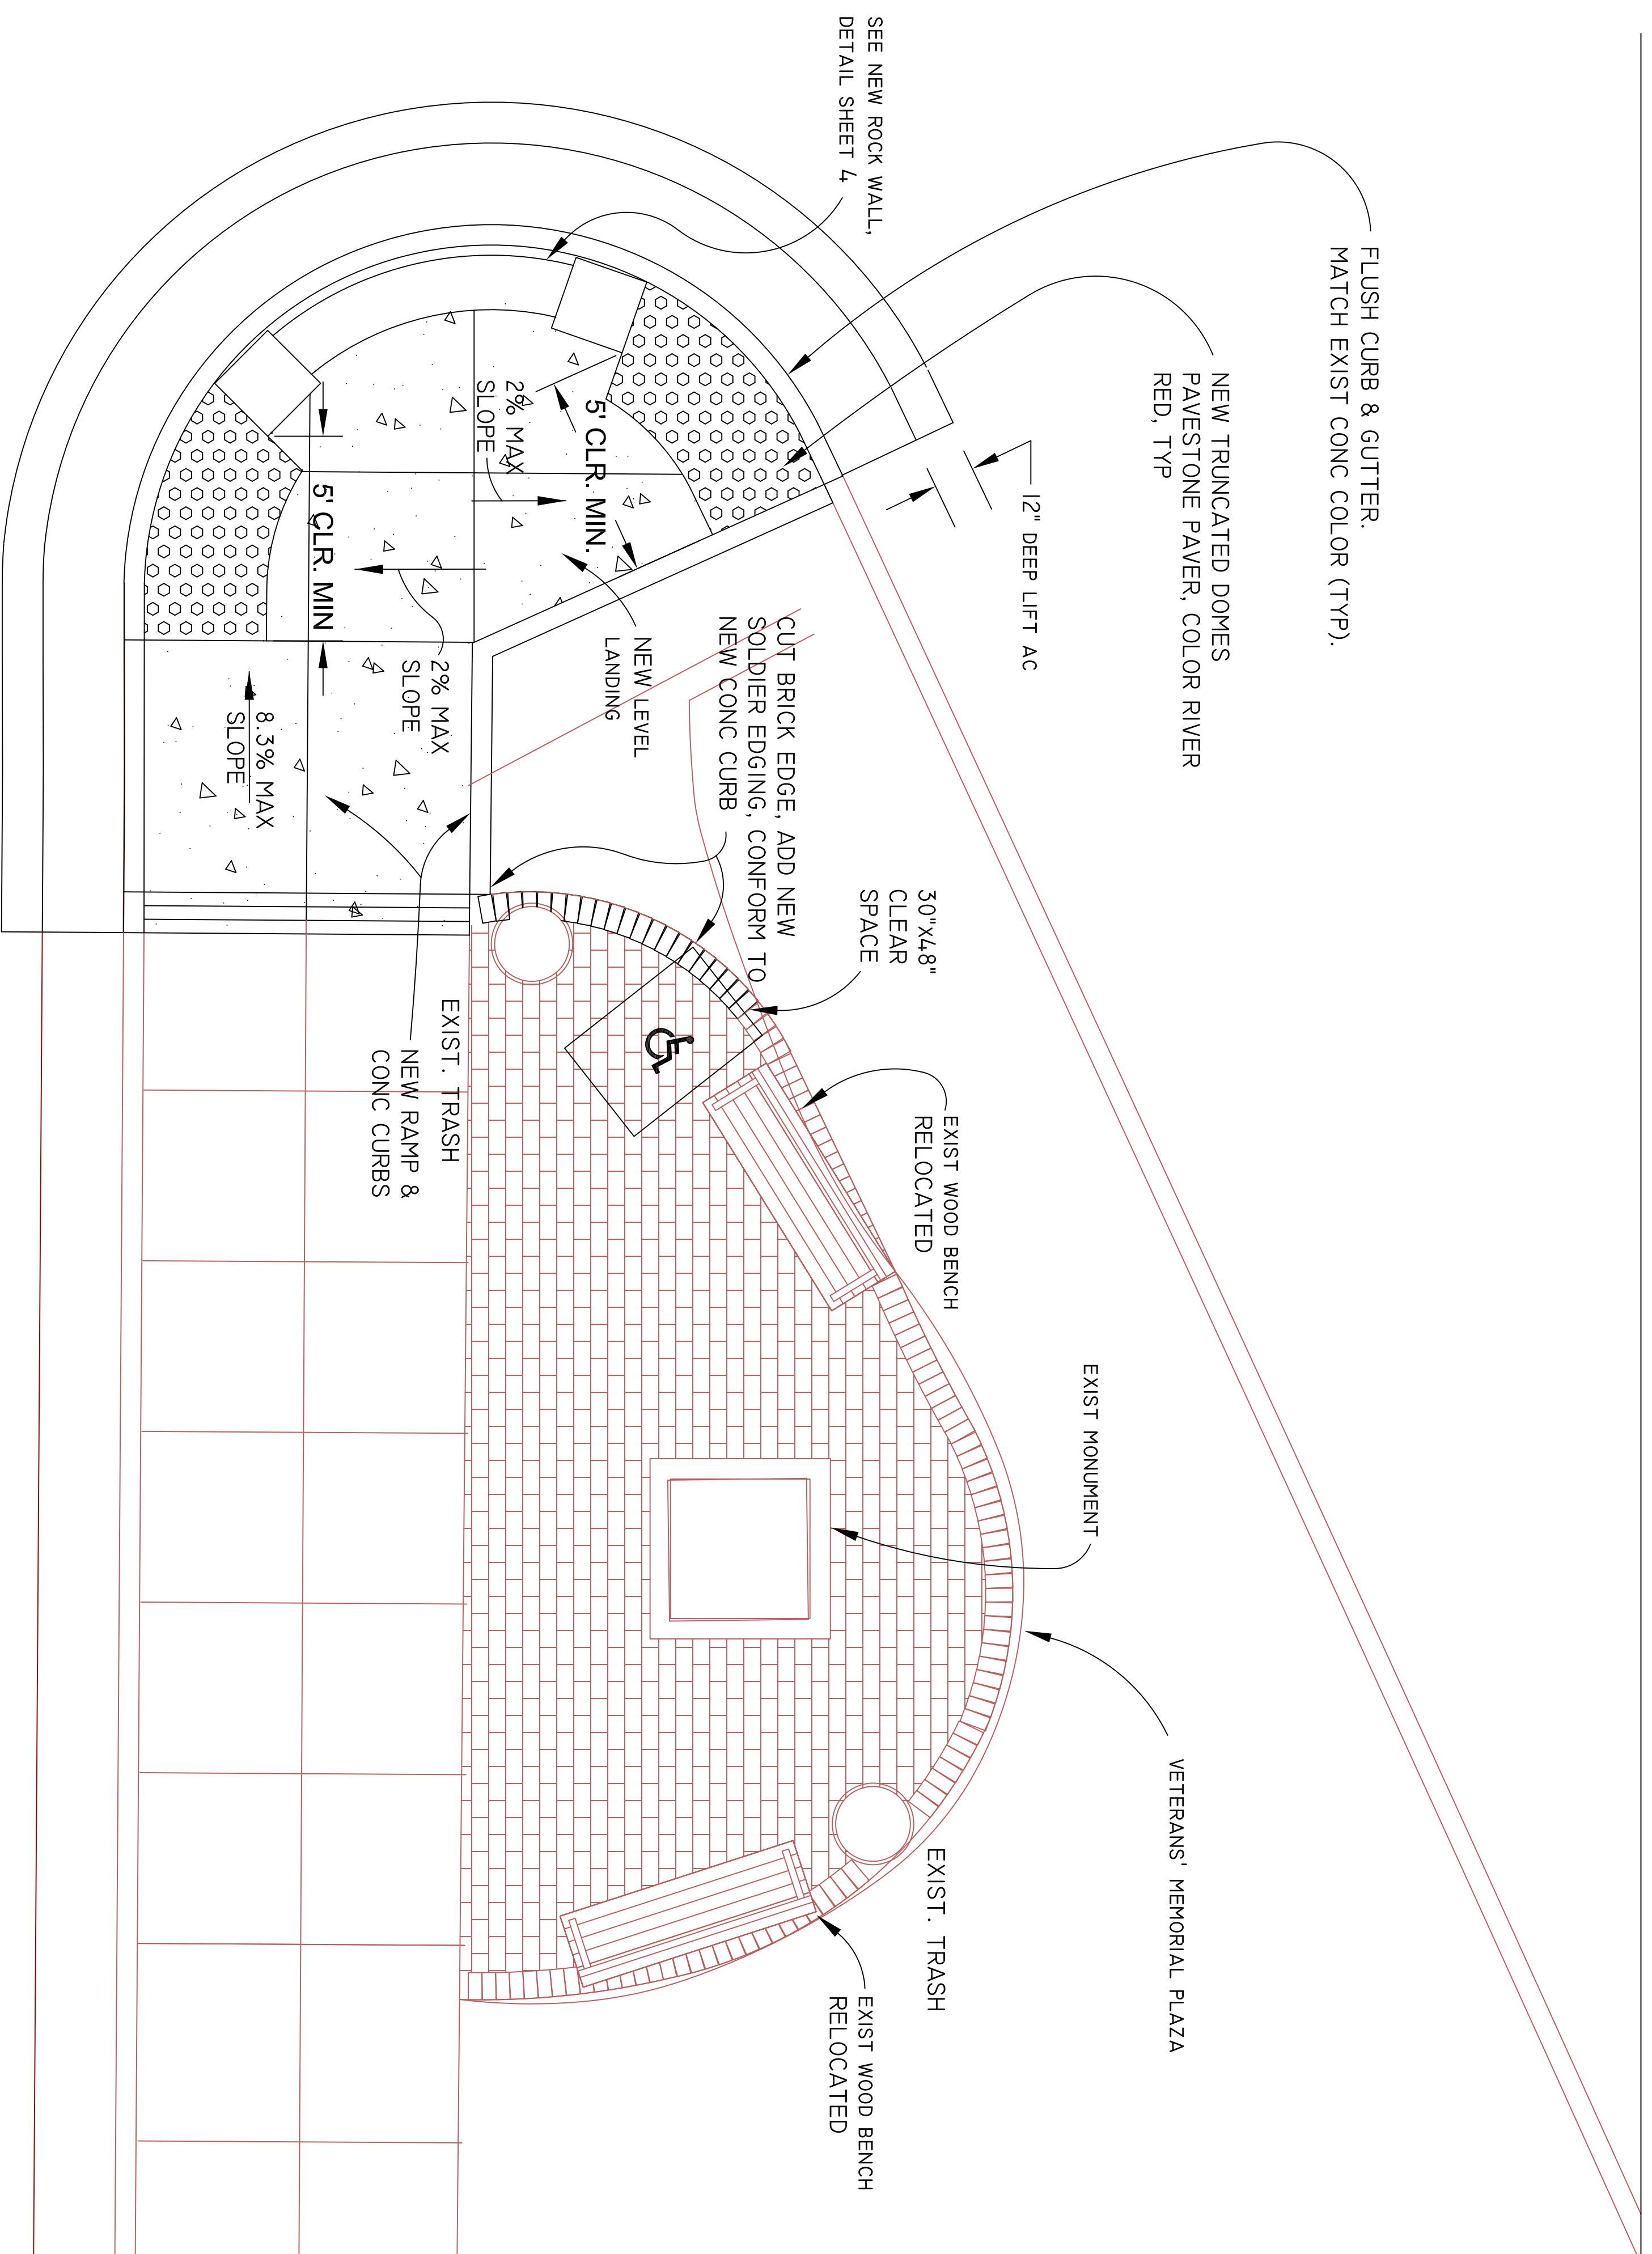 FLUSH CURB & GUTTER.
MATCH EXIST CONC COLOR (TYP).
NEW TRUNCATED DOMES
PAVESTONE PAVER, COLOR RIVER
RED, TYP
12" DEEP LIFT AC
SEE NEW ROCK WALL,
DETAIL SHEET 4
5' CLR. MIN.
2% MAX
SLOPE
5' CLR. MIN
2% MAX
SLOPE
8.3% MAX
SLOPE
NEW LEVEL
LANDING
CUT BRICK EDGE, ADD NEW
SOLDIER EDGING, CONFORM TO
NEW CONC CURB
30"x48"
CLEAR
SPACE
EXIST. TRASH
NEW RAMP &
CONC CURBS
EXIST WOOD BENCH
RELOCATED
EXIST MONUMENT
VETERANS' MEMORIAL PLAZA
EXIST. TRASH
EXIST WOOD BENCH
RELOCATED